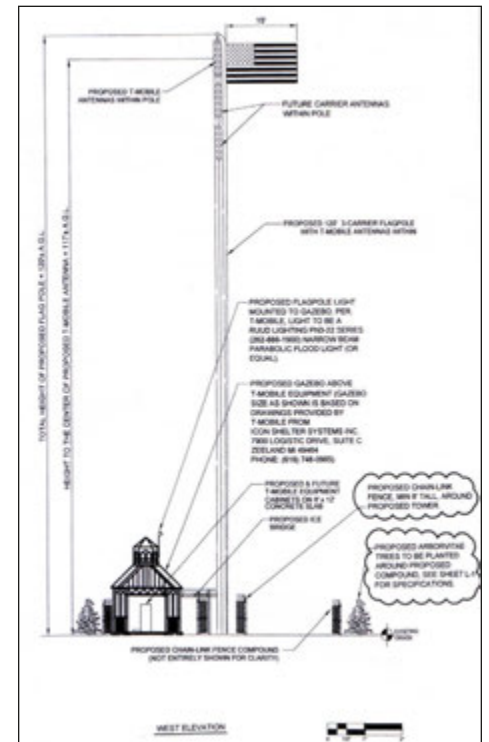 PROPOSED T-MOBILE
ANTENNAS WITHIN POLE
FUTURE CARRIER ANTENNAS
WITHIN POLE
TOTAL HEIGHT OF PROPOSED FLAG POLE = 120'± A.G.L.
HEIGHT TO THE CENTER OF PROPOSED T-MOBILE ANTENNA = 117'± A.G.L.
PROPOSED 120' 3-CARRIER FLAGPOLE
WITH T-MOBILE ANTENNAS WITHIN
PROPOSED FLAGPOLE LIGHT
MOUNTED TO GAZEBO. PER
T-MOBILE, LIGHT TO BE A
RUUD LIGHTING SERIES
NARROW BEAM
PARABOLIC FLOOD LIGHT (OR
EQUAL).
PROPOSED GAZEBO ABOVE
T-MOBILE EQUIPMENT (GAZEBO
SIZE AS SHOWN IS BASED ON
DRAWINGS PROVIDED BY
T-MOBILE FROM
ICON SHELTER SYSTEMS INC.
7900 LOGISTIC DRIVE, SUITE C
ZEELAND MI 49464
PHONE:
PROPOSED & FUTURE
T-MOBILE EQUIPMENT
CABINETS ON
CONCRETE SLAB
PROPOSED ICE
BRIDGE
PROPOSED CHAIN-LINK
FENCE, MIN 8' TALL, AROUND
PROPOSED TOWER
PROPOSED ARBORVITAE
TREES TO BE PLANTED
AROUND PROPOSED
COMPOUND, SEE SHEET L-1
FOR SPECIFICATIONS.
EXISTING
GRADE
PROPOSED CHAIN-LINK FENCE COMPOUND
(NOT ENTIRELY SHOWN FOR CLARITY)
WEST ELEVATION